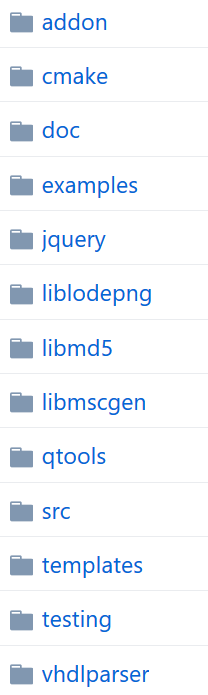 addon
cmake
doc
examples
jquery
liblodepng
libmd5
libmscgen
qtools
src
templates
testing
vhdlparser